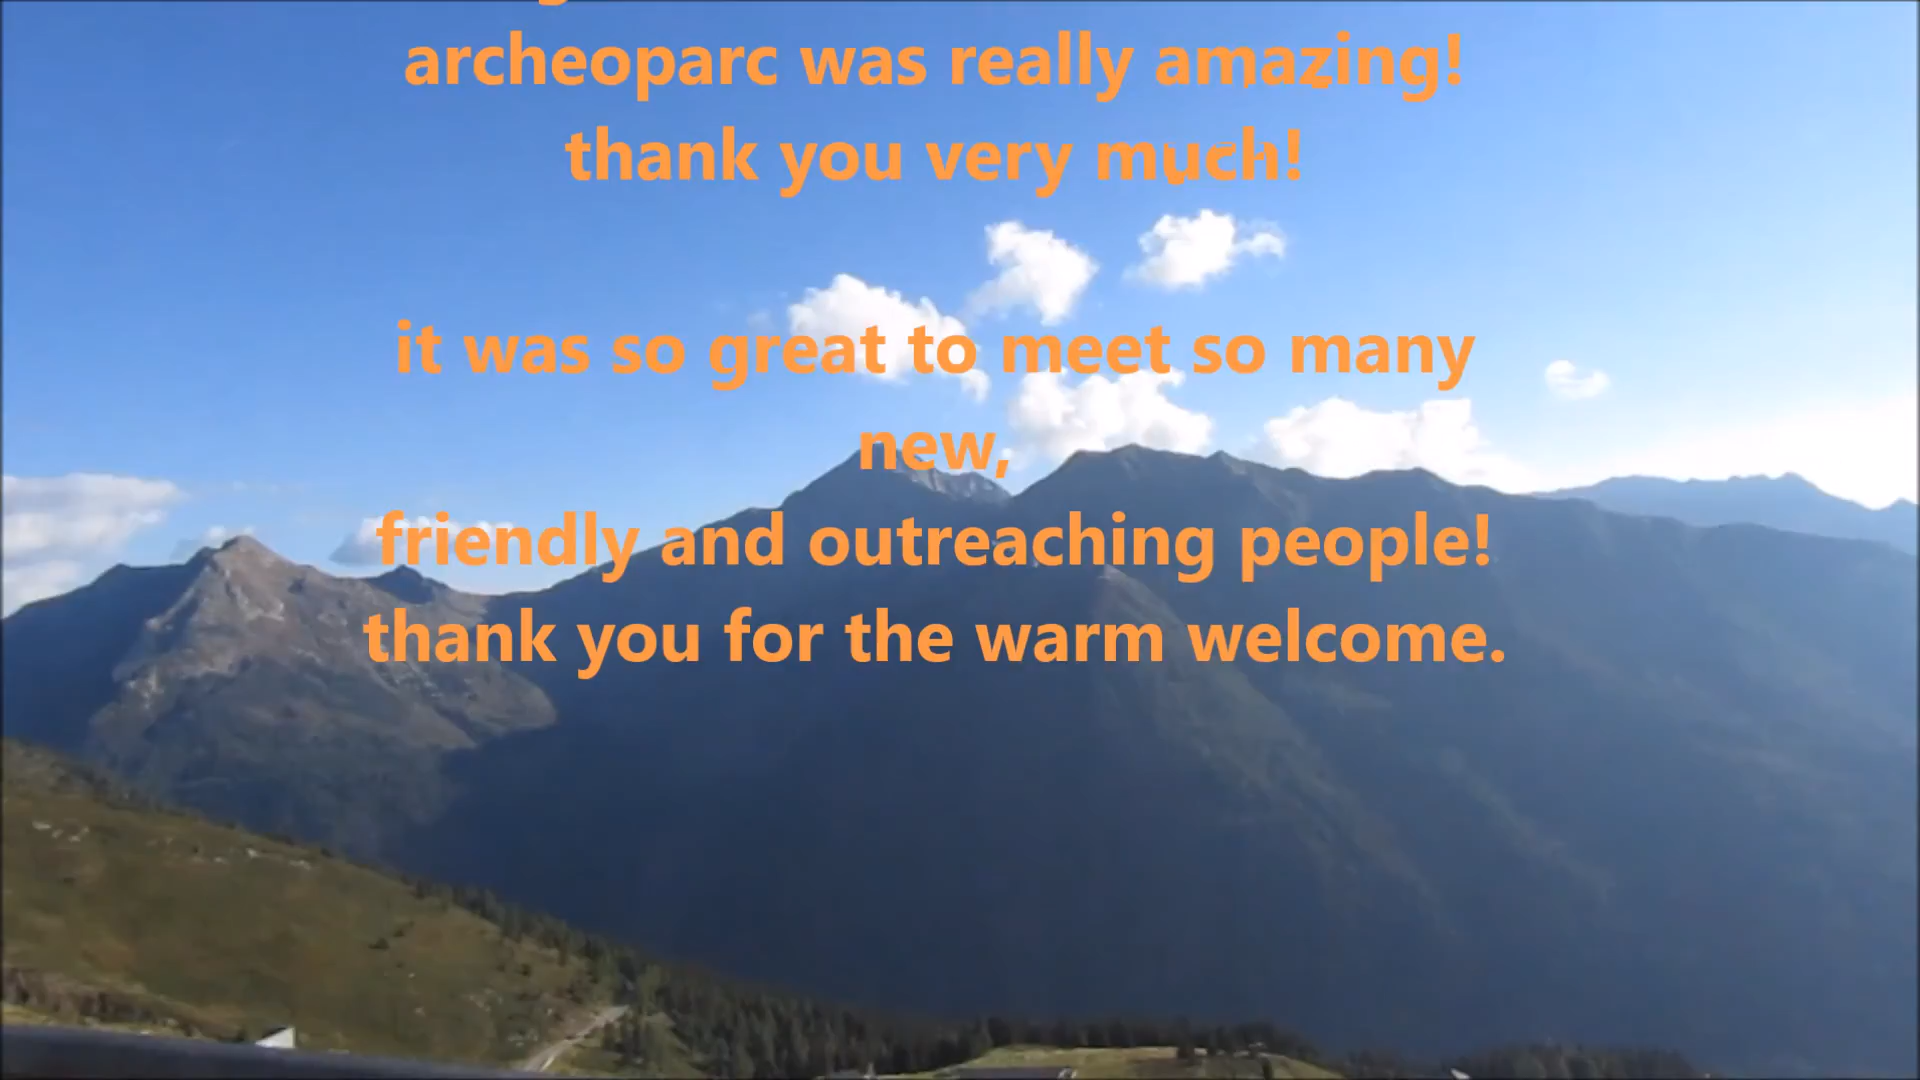 archeoparc was really amazing!
thank you very much!
it was so great to meet so many
new,
friendly and outreaching people!
thank you for the warm welcome.